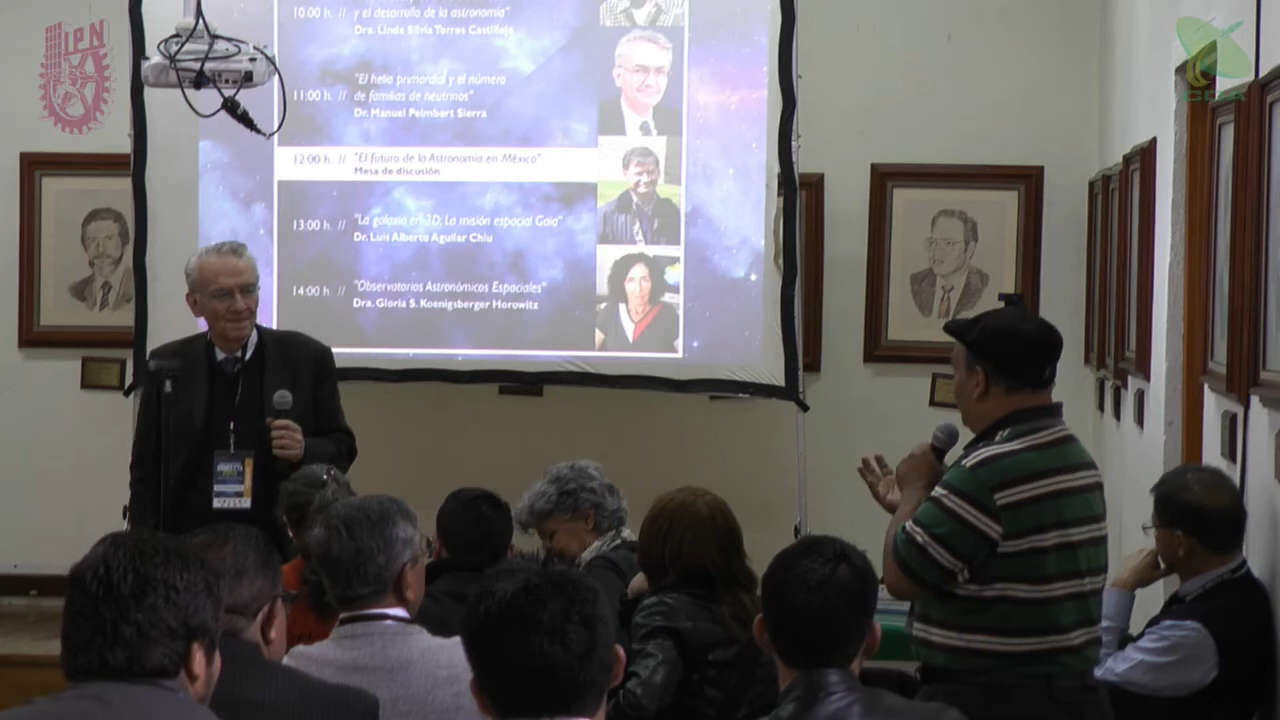 IPN
10:00 h. // y el desarrollo de la astronomía"
Dra. Linda Silvia Torres Castilleja
"El helio primordial y el número
11:00 h. // de familias de neutrinos"
Dr. Manuel Peimbert Sierra
12:00 h. // "El futuro de la Astronomía en México"
Mesa de discusión
13:00 h. // "La galaxia en 3D: La misión espacial Gaia"
Dr. Luis Alberto Aguilar Chiu
14:00 h. // "Observatorios Astronómicos Espaciales"
Dra. Gloria S. Koenigsberger Horowitz